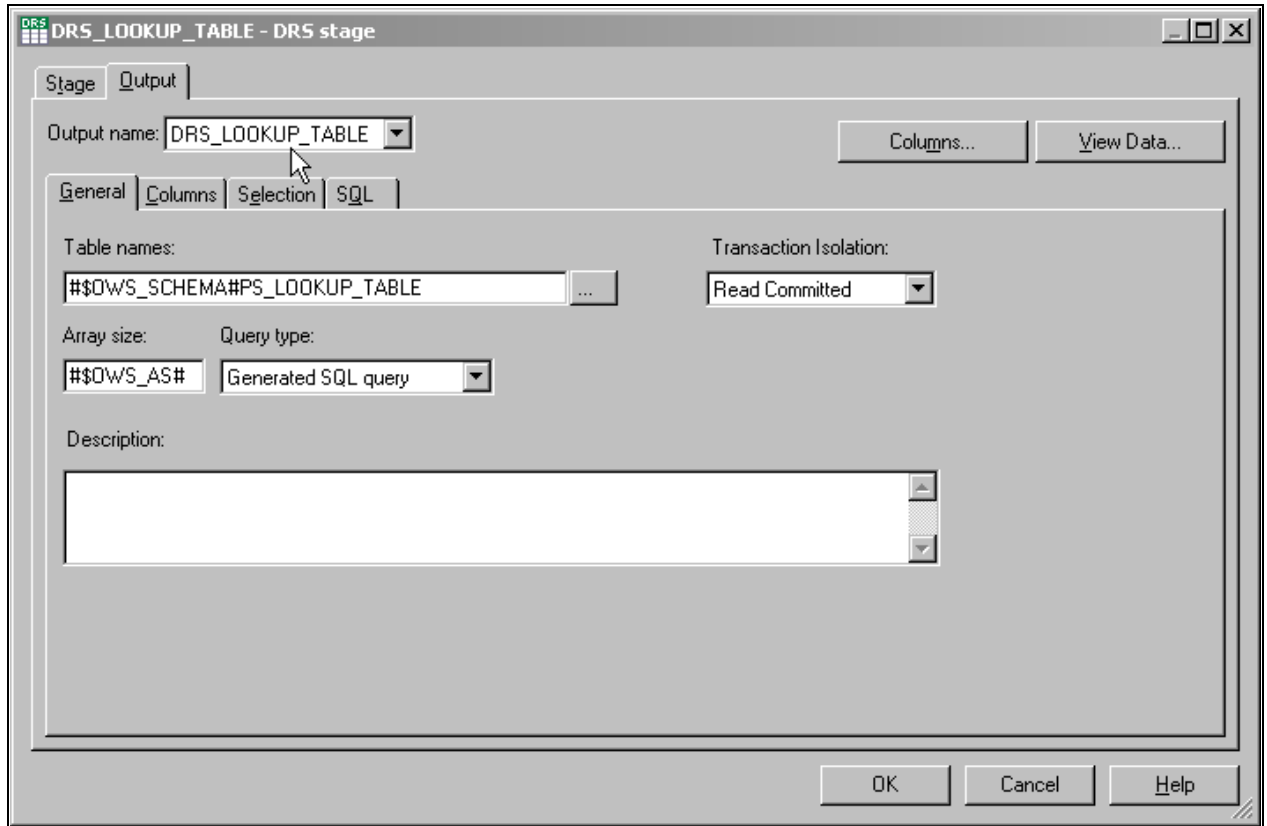 DRS DRS_LOOKUP_TABLE - DRS stage
Stage Output
Output name: DRS_LOOKUP_TABLE Columns... View Data...
General Columns Selection SQL
Table names: Transaction Isolation:
#$OWS_SCHEMA#PS_LOOKUP_TABLE ... Read Committed
Array size: Query type:
#$OWS_AS# Generated SQL query
Description:
OK Cancel Help